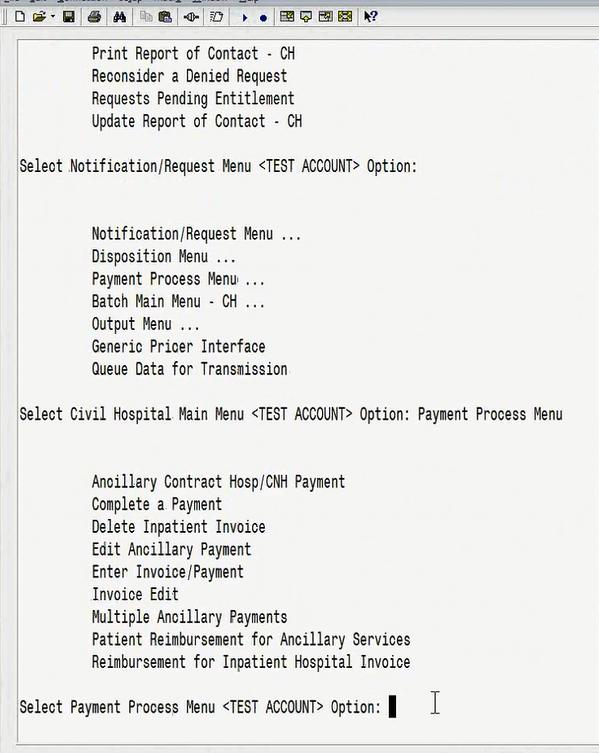 Print Report of Contact - CH
Reconsider a Denied Request
Requests Pending Entitlement
Update Report of Contact - CH
Select Notification/Request Menu <TEST ACCOUNT> Option:
Notification/Request Menu ...
Disposition Menu ...
Payment Process Menu ...
Batch Main Menu - CH ...
Output Menu ...
Generic Pricer Interface
Queue Data for Transmission
Select Civil Hospital Main Menu <TEST ACCOUNT> Option: Payment Process Menu
Ancillary Contract Hosp/CNH Payment
Complete a Payment
Delete Inpatient Invoice
Edit Ancillary Payment
Enter Invoice/Payment
Invoice Edit
Multiple Ancillary Payments
Patient Reimbursement for Ancillary Services
Reimbursement for Inpatient Hospital Invoice
Select Payment Process Menu <TEST ACCOUNT> Option: